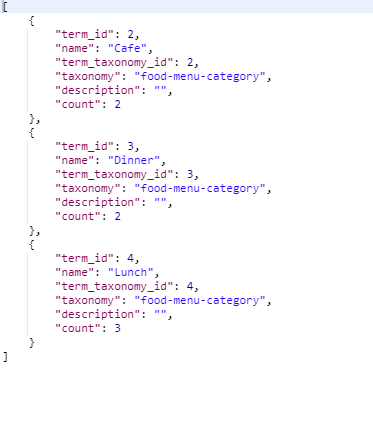 [
    {
        "term_id": 2,
        "name": "Cafe",
        "term_taxonomy_id": 2,
        "taxonomy": "food-menu-category",
        "description": "",
        "count": 2
    },
    {
        "term_id": 3,
        "name": "Dinner",
        "term_taxonomy_id": 3,
        "taxonomy": "food-menu-category",
        "description": "",
        "count": 2
    },
    {
        "term_id": 4,
        "name": "Lunch",
        "term_taxonomy_id": 4,
        "taxonomy": "food-menu-category",
        "description": "",
        "count": 3
    }
]